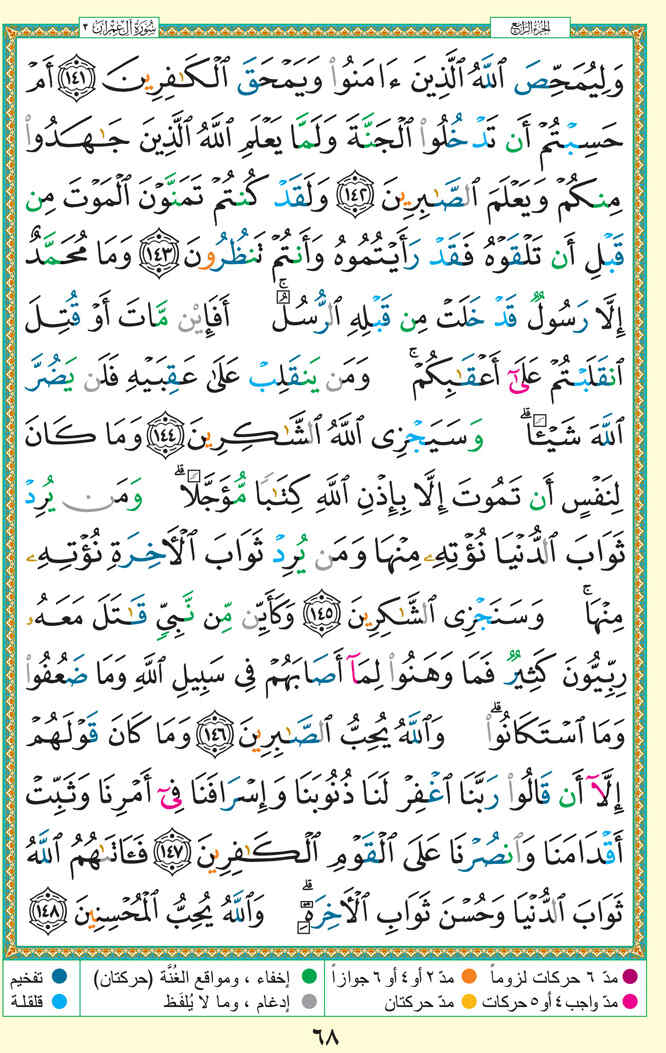 الجزء الرابع
سُورَةُ آلِ عِمْرَان ٣
وَلِيُمَحِّصَ ٱللَّهُ ٱلَّذِينَ ءَامَنُوا۟ وَيَمْحَقَ ٱلْكَـٰفِرِينَ ١٤١ أَمْ
حَسِبْتُمْ أَن تَدْخُلُوا۟ ٱلْجَنَّةَ وَلَمَّا يَعْلَمِ ٱللَّهُ ٱلَّذِينَ جَـٰهَدُوا۟
مِنكُمْ وَيَعْلَمَ ٱلصَّـٰبِرِينَ ١٤٢ وَلَقَدْ كُنتُمْ تَمَنَّوْنَ ٱلْمَوْتَ مِن
قَبْلِ أَن تَلْقَوْهُ فَقَدْ رَأَيْتُمُوهُ وَأَنتُمْ تَنظُرُونَ ١٤٣ وَمَا مُحَمَّدٌ
إِلَّا رَسُولٌ قَدْ خَلَتْ مِن قَبْلِهِ ٱلرُّسُلُ ۚ أَفَإِي۟ن مَّاتَ أَوْ قُتِلَ
ٱنقَلَبْتُمْ عَلَىٰٓ أَعْقَـٰبِكُمْ ۚ وَمَن يَنقَلِبْ عَلَىٰ عَقِبَيْهِ فَلَن يَضُرَّ
ٱللَّهَ شَيْـًٔا ۗ وَسَيَجْزِى ٱللَّهُ ٱلشَّـٰكِرِينَ ١٤٤ وَمَا كَانَ
لِنَفْسٍ أَن تَمُوتَ إِلَّا بِإِذْنِ ٱللَّهِ كِتَـٰبًا مُّؤَجَّلًا ۗ وَمَن يُرِدْ
ثَوَابَ ٱلدُّنْيَا نُؤْتِهِۦ مِنْهَا وَمَن يُرِدْ ثَوَابَ ٱلْـَٔاخِرَةِ نُؤْتِهِۦ
مِنْهَا ۚ وَسَنَجْزِى ٱلشَّـٰكِرِينَ ١٤٥ وَكَأَيِّن مِّن نَّبِىٍّ قَـٰتَلَ مَعَهُۥ
رِبِّيُّونَ كَثِيرٌ فَمَا وَهَنُوا۟ لِمَآ أَصَابَهُمْ فِى سَبِيلِ ٱللَّهِ وَمَا ضَعُفُوا۟
وَمَا ٱسْتَكَانُوا۟ ۗ وَٱللَّهُ يُحِبُّ ٱلصَّـٰبِرِينَ ١٤٦ وَمَا كَانَ قَوْلَهُمْ
إِلَّآ أَن قَالُوا۟ رَبَّنَا ٱغْفِرْ لَنَا ذُنُوبَنَا وَإِسْرَافَنَا فِىٓ أَمْرِنَا وَثَبِّتْ
أَقْدَامَنَا وَٱنصُرْنَا عَلَى ٱلْقَوْمِ ٱلْكَـٰفِرِينَ ١٤٧ فَـَٔاتَىٰهُمُ ٱللَّهُ
ثَوَابَ ٱلدُّنْيَا وَحُسْنَ ثَوَابِ ٱلْـَٔاخِرَةِ ۗ وَٱللَّهُ يُحِبُّ ٱلْمُحْسِنِينَ ١٤٨
مدّ ٦ حركات لزوماً مدّ ٢ أو ٤ أو ٦ جوازاً إخفاء ، ومواقع الغُنَّة (حركتان) تفخيم
مدّ واجب ٤ أو ٥ حركات مدّ حركتان إدغام ، وما لا يُلفَظ قلقلة
٦٨